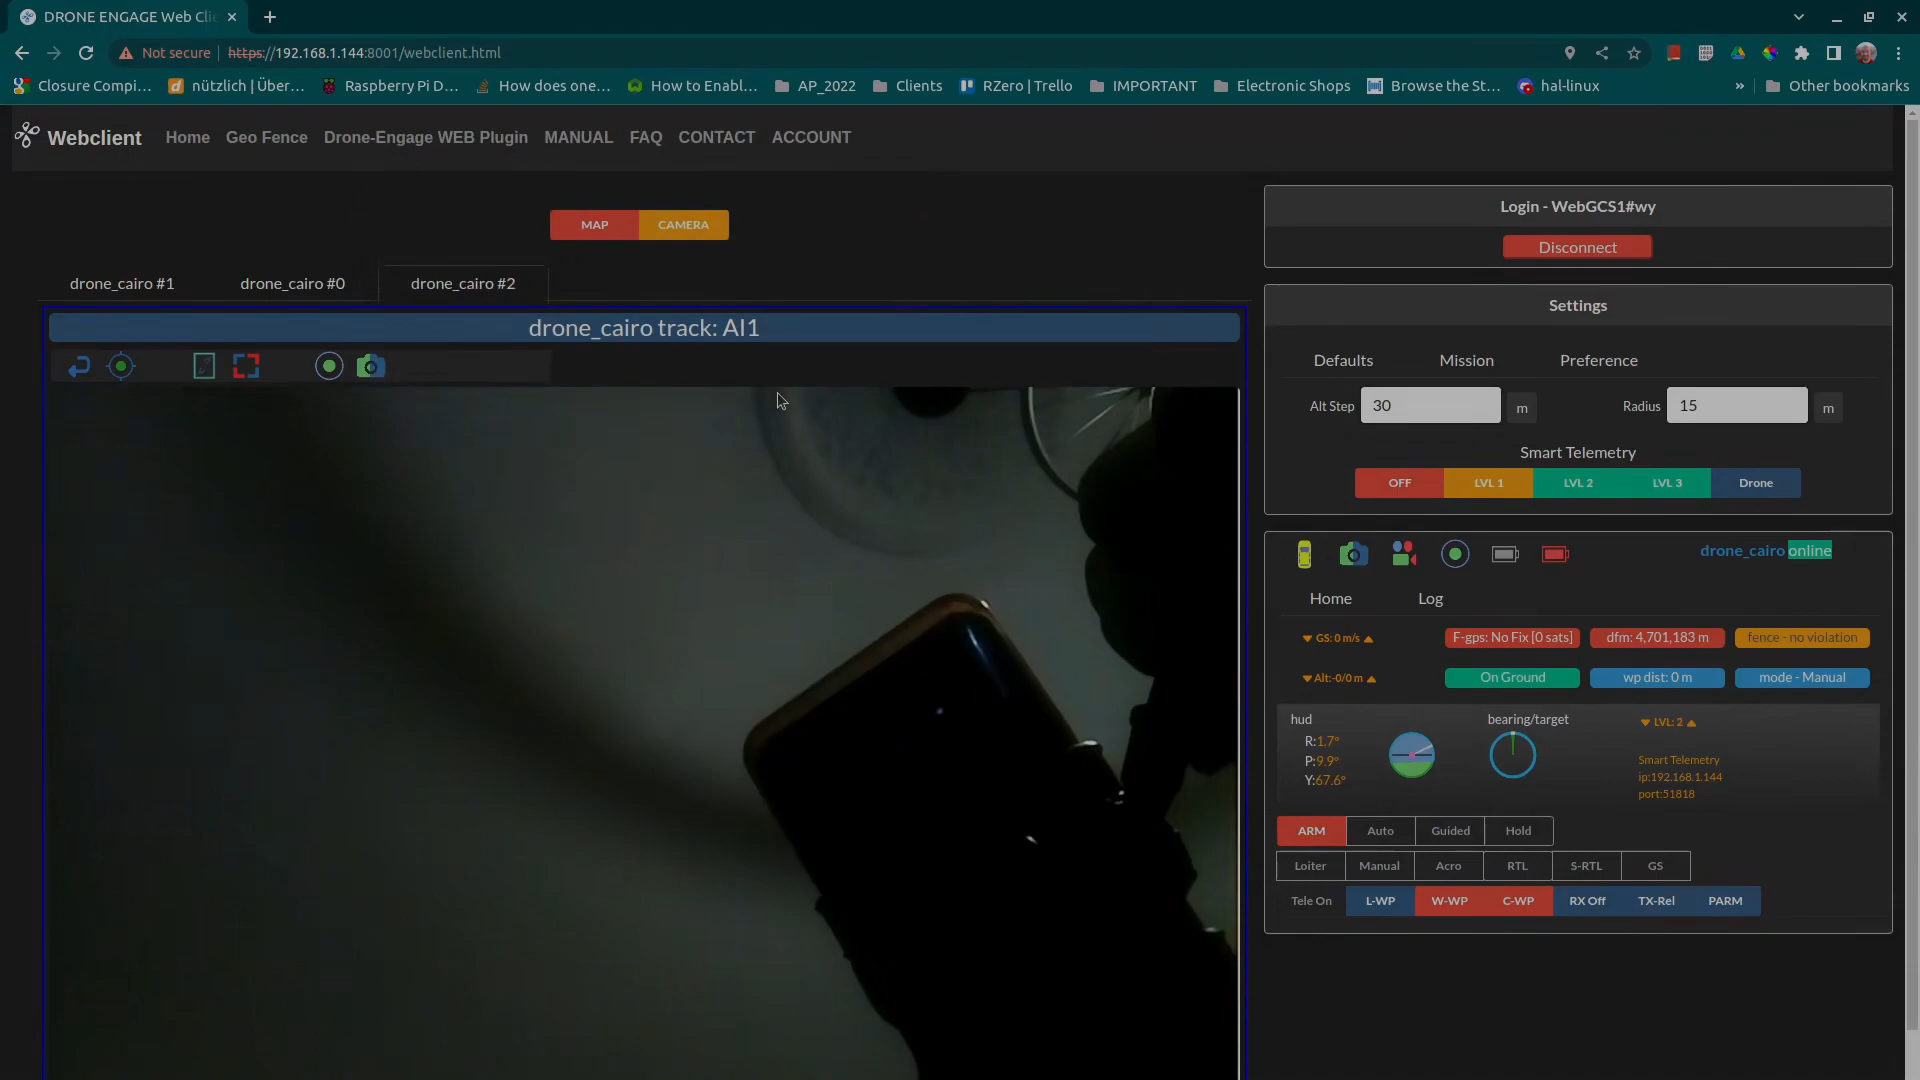 DRONE ENGAGE Web Clie
Not secure
https://192.168.1.144:8001/webclient.html
Closure Compi...
nützlich | Über...
Raspberry Pi D...
How does one...
How to Enabl...
AP_2022
Clients
RZero | Trello
IMPORTANT
Electronic Shops
Browse the St...
hal-linux
»
Other bookmarks
Webclient
Home
Geo Fence
Drone-Engage WEB Plugin
MANUAL
FAQ
CONTACT
ACCOUNT
MAP
CAMERA
drone_cairo #1
drone_cairo #0
drone_cairo #2
drone_cairo track: AI1
Login - WebGCS1#wy
Disconnect
Settings
Defaults
Mission
Preference
Alt Step
30
m
Radius
15
m
Smart Telemetry
OFF
LVL 1
LVL 2
LVL 3
Drone
drone_cairo online
Home
Log
GS: 0 m/s
F-gps: No Fix [0 sats]
dfm: 4,701,183 m
fence - no violation
Alt:-0/0 m
On Ground
wp dist: 0 m
mode - Manual
hud
R:1.7°
P:9.9°
Y:67.6°
bearing/target
LVL: 2
Smart Telemetry
ip:192.168.1.144
port:51818
ARM
Auto
Guided
Hold
Loiter
Manual
Acro
RTL
S-RTL
GS
Tele On
L-WP
W-WP
C-WP
RX Off
TX-Rel
PARM